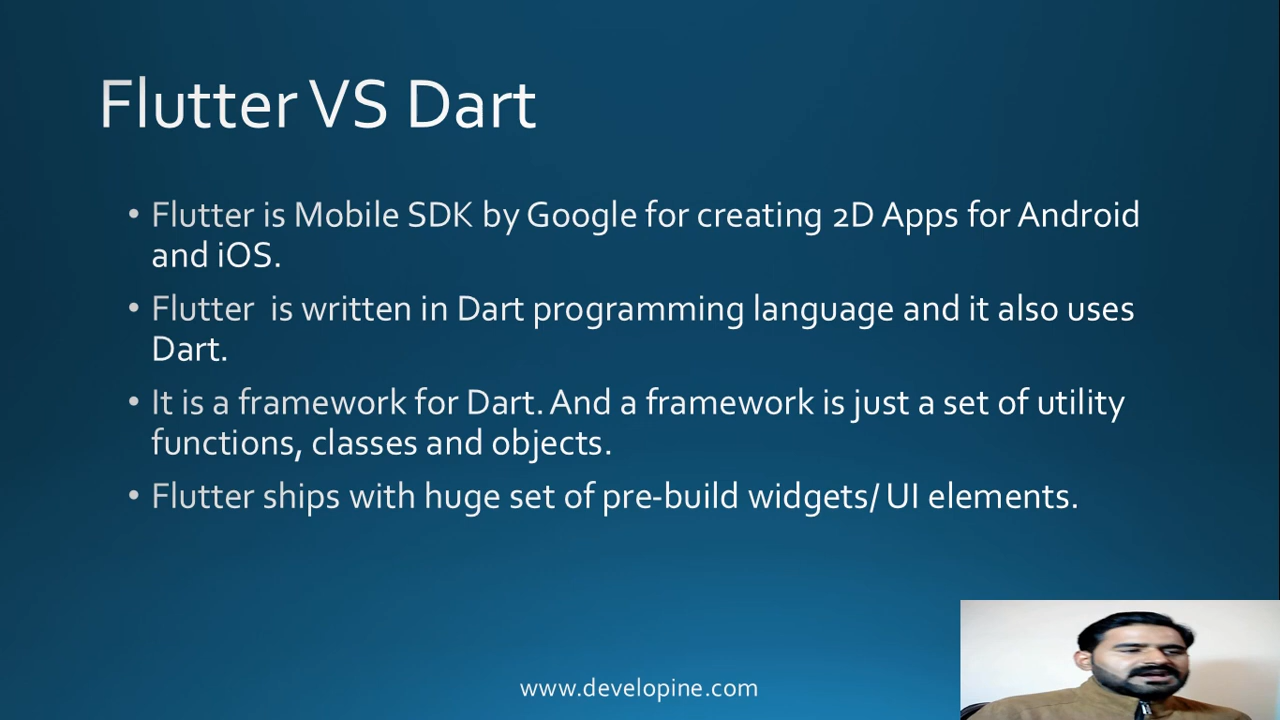 Flutter VS Dart
• Flutter is Mobile SDK by Google for creating 2D Apps for Android
and iOS.
• Flutter  is written in Dart programming language and it also uses
Dart.
• It is a framework for Dart. And a framework is just a set of utility
functions, classes and objects.
• Flutter ships with huge set of pre-build widgets/ UI elements.
www.developine.com